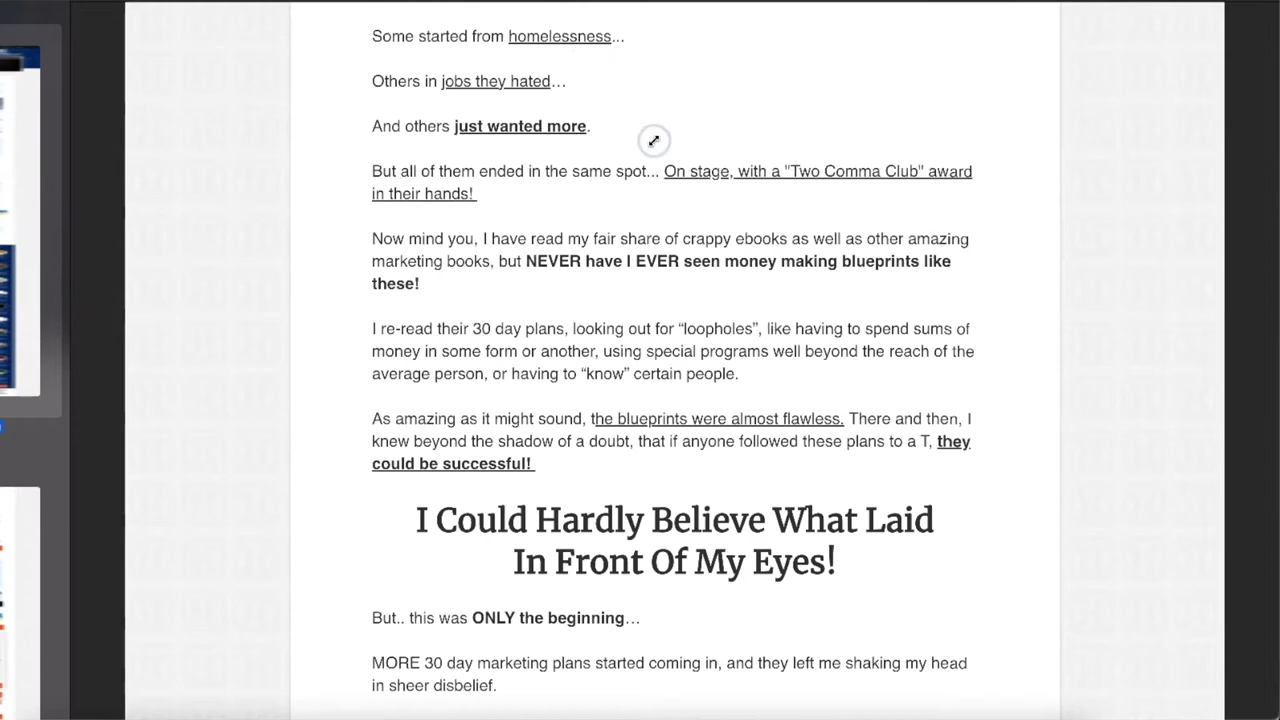 Some started from homelessness...
Others in jobs they hated…
And others just wanted more.
But all of them ended in the same spot... On stage, with a "Two Comma Club" award
in their hands!
Now mind you, I have read my fair share of crappy ebooks as well as other amazing
marketing books, but NEVER have I EVER seen money making blueprints like
these!
I re-read their 30 day plans, looking out for “loopholes”, like having to spend sums of
money in some form or another, using special programs well beyond the reach of the
average person, or having to “know” certain people.
As amazing as it might sound, the blueprints were almost flawless. There and then, I
knew beyond the shadow of a doubt, that if anyone followed these plans to a T, they
could be successful!
I Could Hardly Believe What Laid
In Front Of My Eyes!
But.. this was ONLY the beginning…
MORE 30 day marketing plans started coming in, and they left me shaking my head
in sheer disbelief.